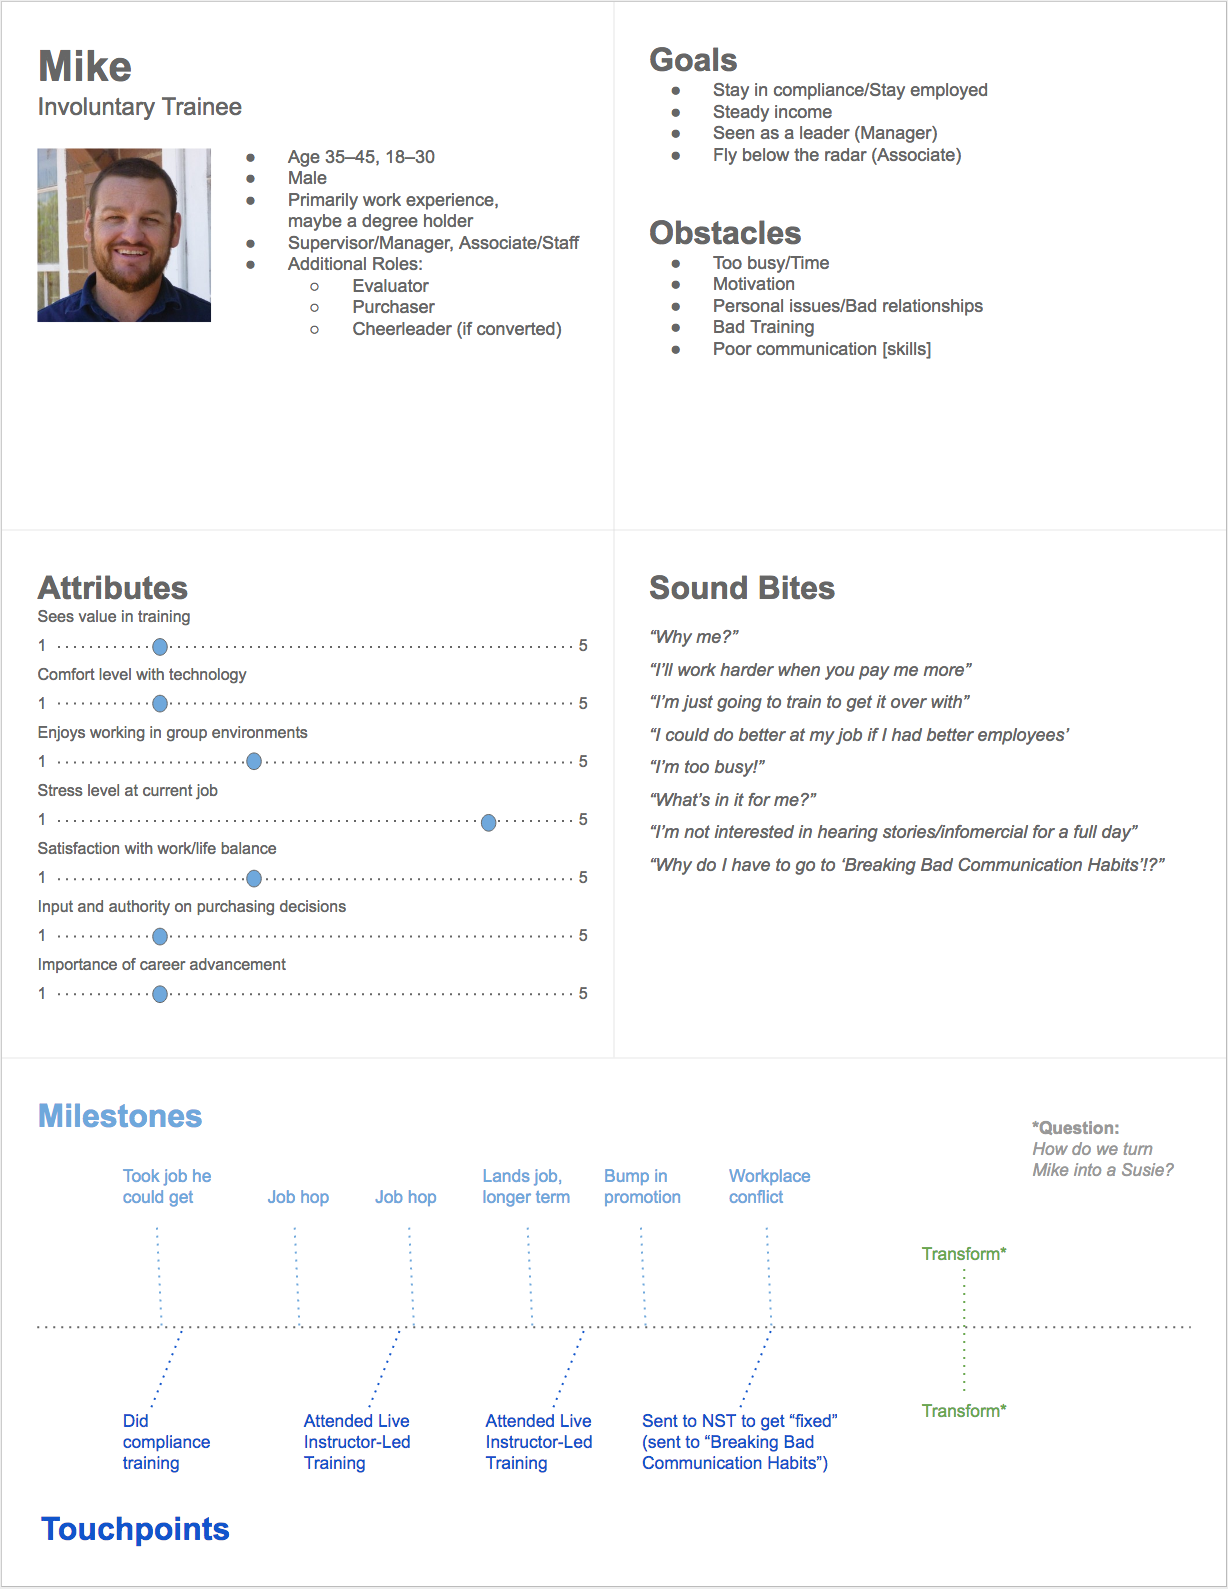 Mike
Involuntary Trainee
● Age 35–45, 18–30
● Male
● Primarily work experience,
maybe a degree holder
● Supervisor/Manager, Associate/Staff
● Additional Roles:
○ Evaluator
○ Purchaser
○ Cheerleader (if converted)
Goals
● Stay in compliance/Stay employed
● Steady income
● Seen as a leader (Manager)
● Fly below the radar (Associate)
Obstacles
● Too busy/Time
● Motivation
● Personal issues/Bad relationships
● Bad Training
● Poor communication [skills]
Attributes
Sees value in training
1 5
Comfort level with technology
1 5
Enjoys working in group environments
1 5
Stress level at current job
1 5
Satisfaction with work/life balance
1 5
Input and authority on purchasing decisions
1 5
Importance of career advancement
1 5
Sound Bites
“Why me?”
“I’ll work harder when you pay me more”
“I’m just going to train to get it over with”
“I could do better at my job if I had better employees’
“I’m too busy!”
“What’s in it for me?”
“I’m not interested in hearing stories/infomercial for a full day”
“Why do I have to go to ‘Breaking Bad Communication Habits’!?”
Milestones
*Question:
How do we turn
Mike into a Susie?
Took job he
could get
Job hop
Job hop
Lands job,
longer term
Bump in
promotion
Workplace
conflict
Transform*
Did
compliance
training
Attended Live
Instructor-Led
Training
Attended Live
Instructor-Led
Training
Sent to NST to get “fixed”
(sent to “Breaking Bad
Communication Habits”)
Transform*
Touchpoints